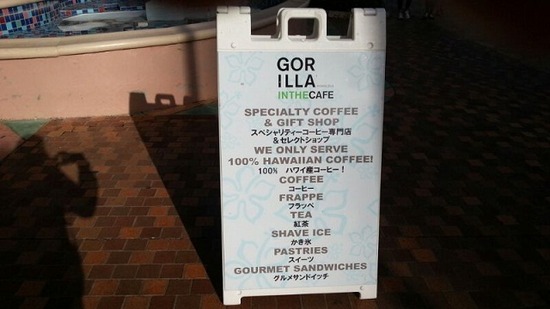 GOR
ILLA
INTHECAFE
SPECIALTY COFFEE
& GIFT SHOP
スペシャリティーコーヒー専門店
&セレクトショップ
WE ONLY SERVE
100% HAWAIIAN COFFEE!
100% ハワイ産コーヒー!
COFFEE
コーヒー
FRAPPE
フラッペ
TEA
紅茶
SHAVE ICE
かき氷
PASTRIES
スイーツ
GOURMET SANDWICHES
グルメサンドイッチ